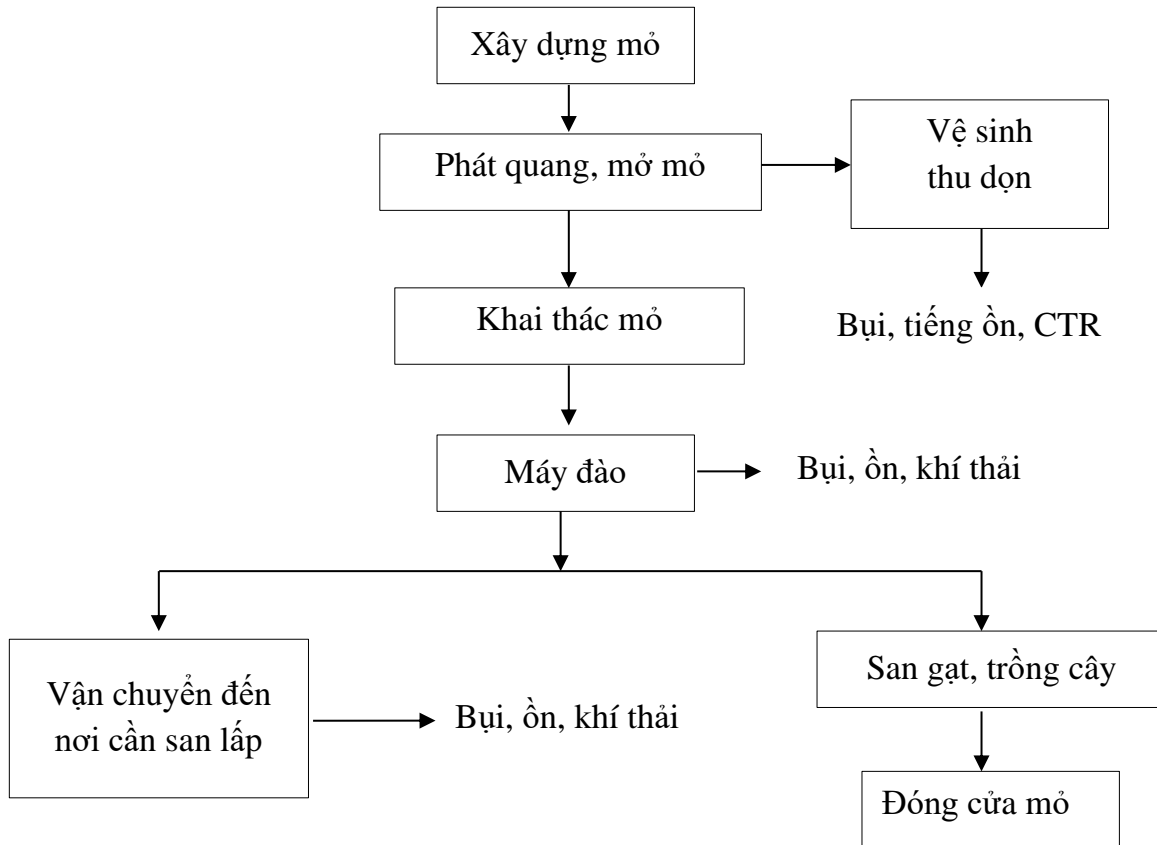 Xây dựng mỏ
Phát quang, mở mỏ
Vệ sinh
thu dọn
Khai thác mỏ
Bụi, tiếng ồn, CTR
Máy đào
Bụi, ồn, khí thải
Vận chuyển đến
nơi cần san lấp
Bụi, ồn, khí thải
San gạt, trồng cây
Đóng cửa mỏ